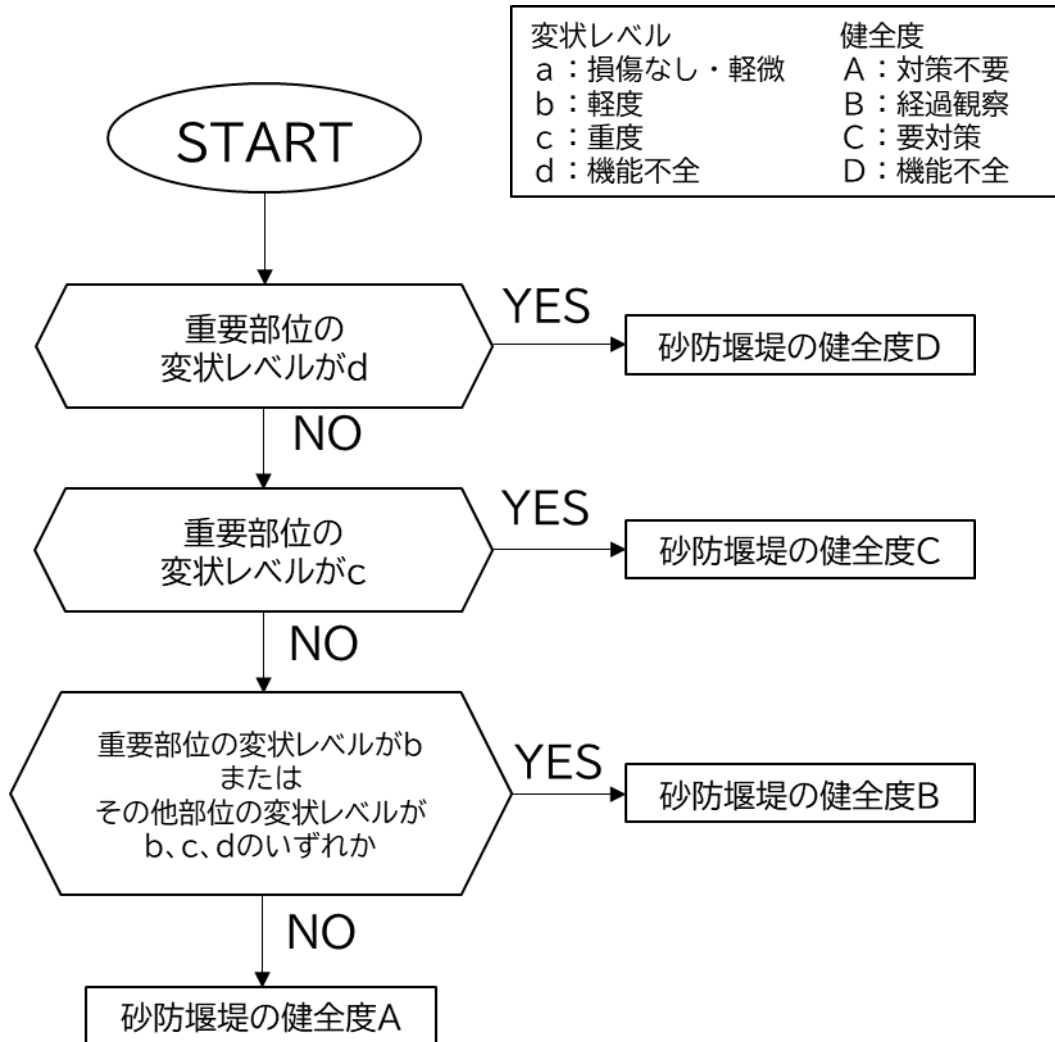 変状レベル
a：損傷なし・軽微
b：軽度
c：重度
d：機能不全
健全度
A：対策不要
B：経過観察
C：要対策
D：機能不全
START
重要部位の
変状レベルがd
YES
砂防堰堤の健全度D
NO
重要部位の
変状レベルがc
YES
砂防堰堤の健全度C
NO
重要部位の変状レベルがb
または
その他部位の変状レベルが
b、c、dのいずれか
YES
砂防堰堤の健全度B
NO
砂防堰堤の健全度A